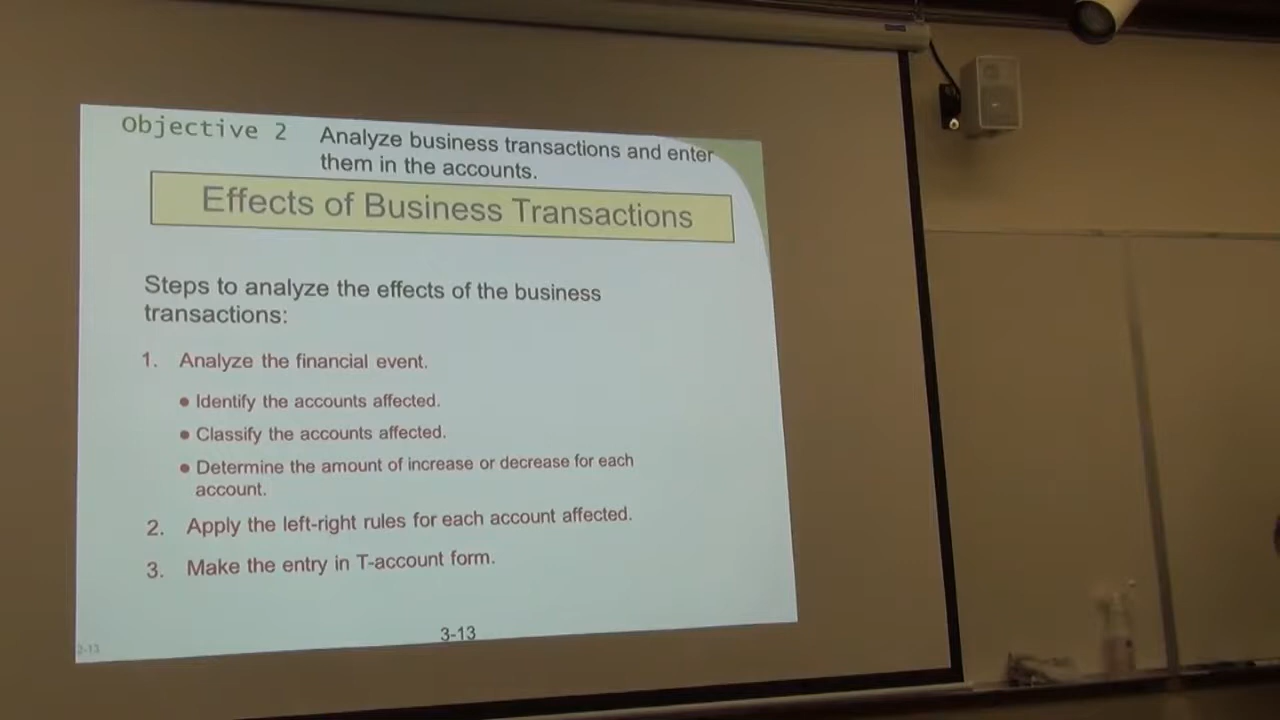 Objective 2
Analyze business transactions and enter
them in the accounts.
Effects of Business Transactions
Steps to analyze the effects of the business
transactions:
1. Analyze the financial event.
• Identify the accounts affected.
• Classify the accounts affected.
• Determine the amount of increase or decrease for each
account.
2. Apply the left-right rules for each account affected.
3. Make the entry in T-account form.
3-13
2-13